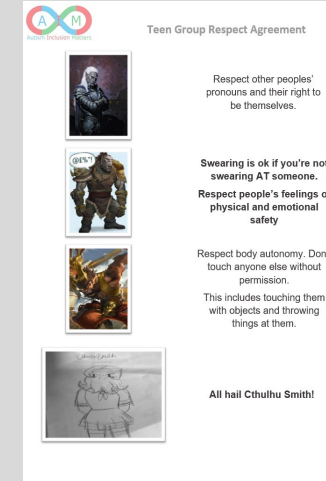 A M
Autism Inclusion Matters
Teen Group Respect Agreement
Respect other peoples'
pronouns and their right to
be themselves.
@!%?
Swearing is ok if you're not
swearing AT someone.
Respect people's feelings o
physical and emotional
safety
Respect body autonomy. Don
touch anyone else without
permission.
This includes touching them
with objects and throwing
things at them.
Cthulhu Smith
All hail Cthulhu Smith!